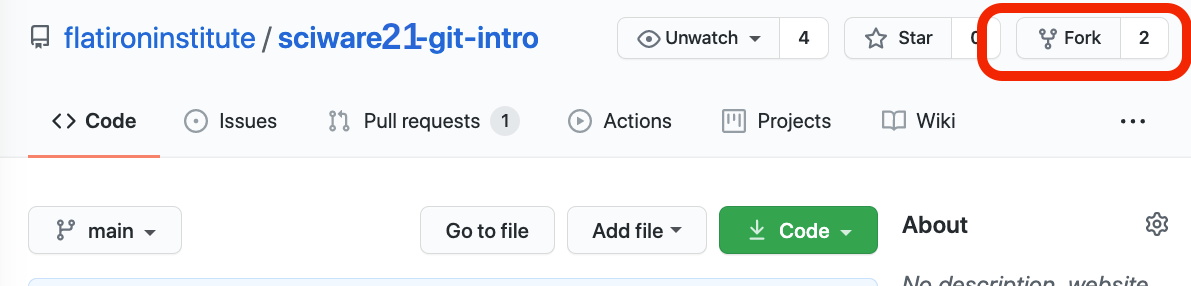 flatironinstitute / sciware21-git-intro Unwatch 4 Star Fork 2
Code Issues Pull requests 1 Actions Projects Wiki ...
main Go to file Add file Code About
No description, website